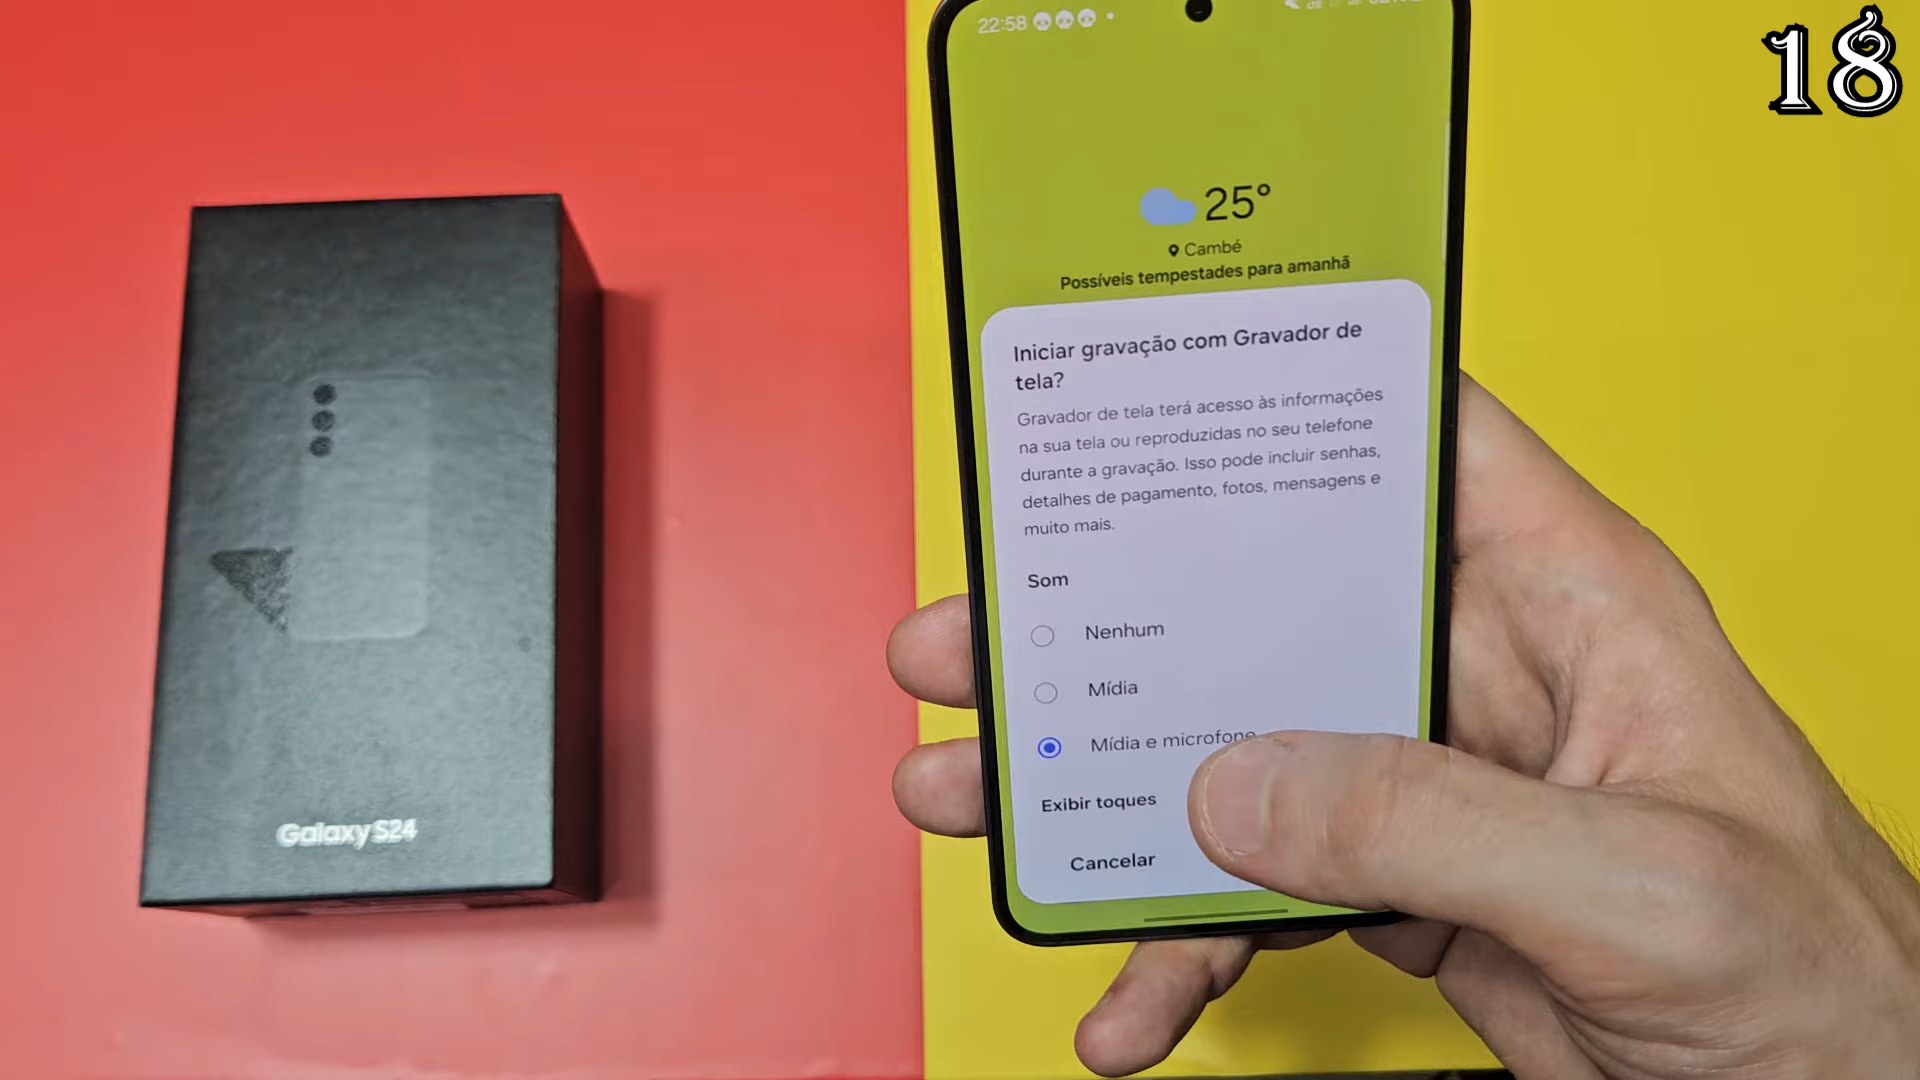 18
22:58
25°
Cambé
Possíveis tempestades para amanhã
Iniciar gravação com Gravador de
tela?
Gravador de tela terá acesso às informações
na sua tela ou reproduzidas no seu telefone
durante a gravação. Isso pode incluir senhas,
detalhes de pagamento, fotos, mensagens e
muito mais.
Som
Nenhum
Mídia
Mídia e microfone
Exibir toques
Cancelar
Galaxy S24